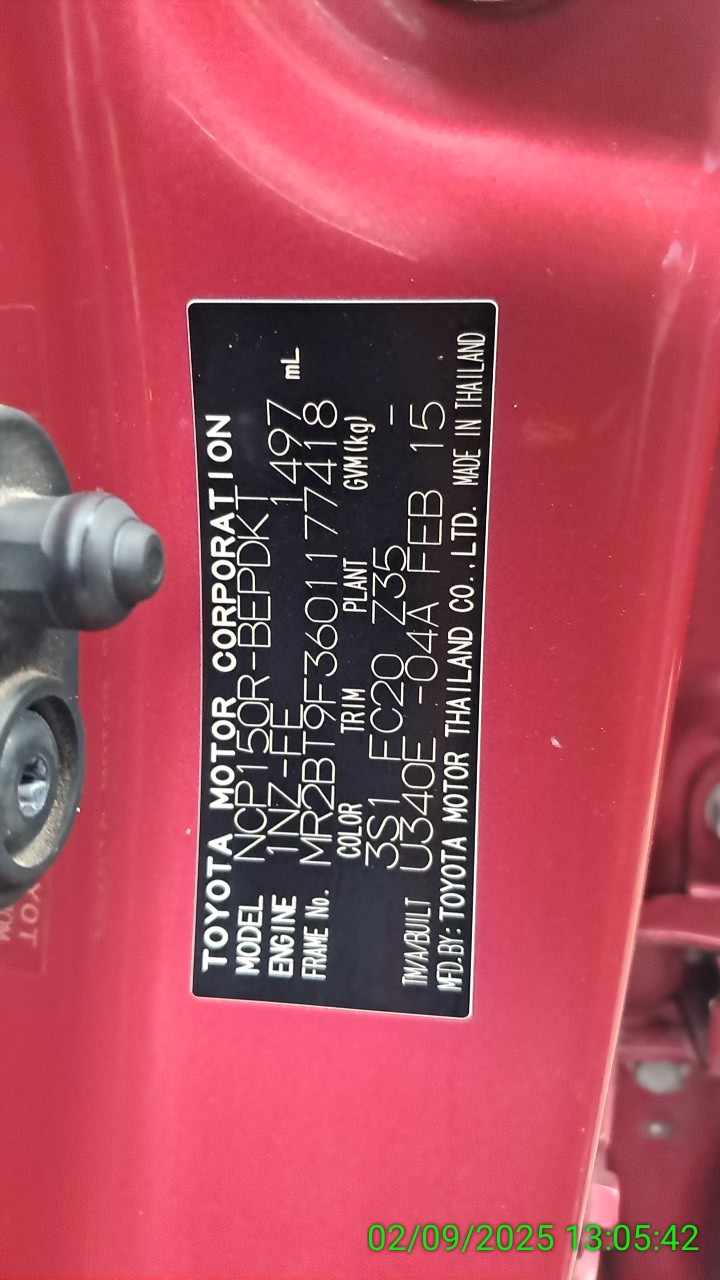 TOYOTA MOTOR CORPORATION
MODEL NCP150R-BEPDKT
ENGINE 1NZ-FE 1497 mL
FRAME No. MR2BT9F3601177418
COLOR TRIM PLANT GVM(kg)
3S1 FC20 Z35 -
TM/A/BUILT U340E -04A FEB 15
MFD.BY: TOYOTA MOTOR THAILAND CO.,LTD. MADE IN THAILAND
02/09/2025 13:05:42